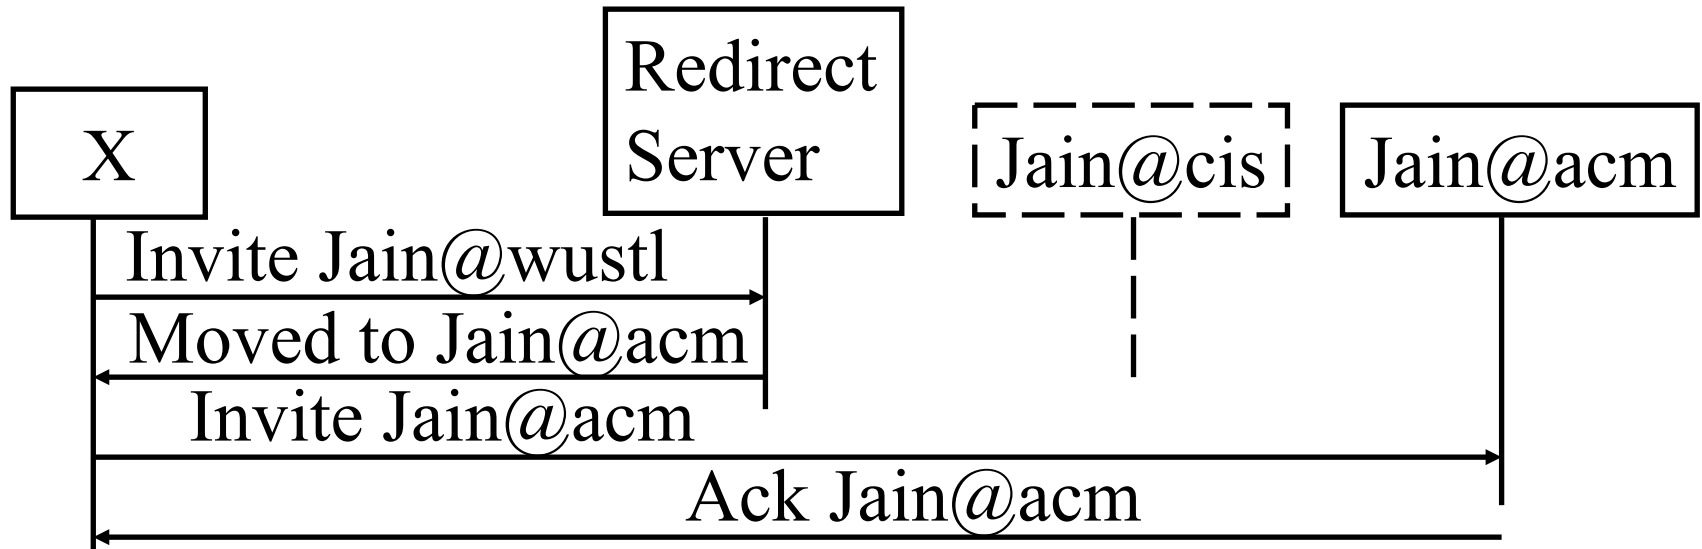 Redirect
Server
X
Jain@cis
Jain@acm
Invite Jain@wustl
Moved to Jain@acm
Invite Jain@acm
Ack Jain@acm